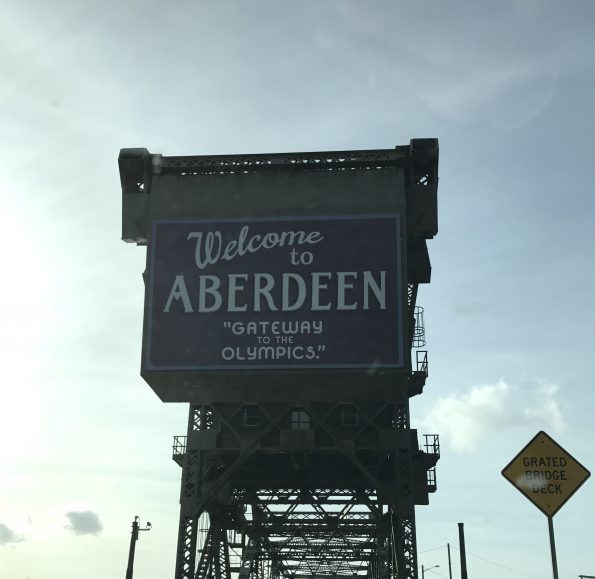 Welcome
to
ABERDEEN
"GATEWAY
TO THE
OLYMPICS."
GRATED
BRIDGE
DECK